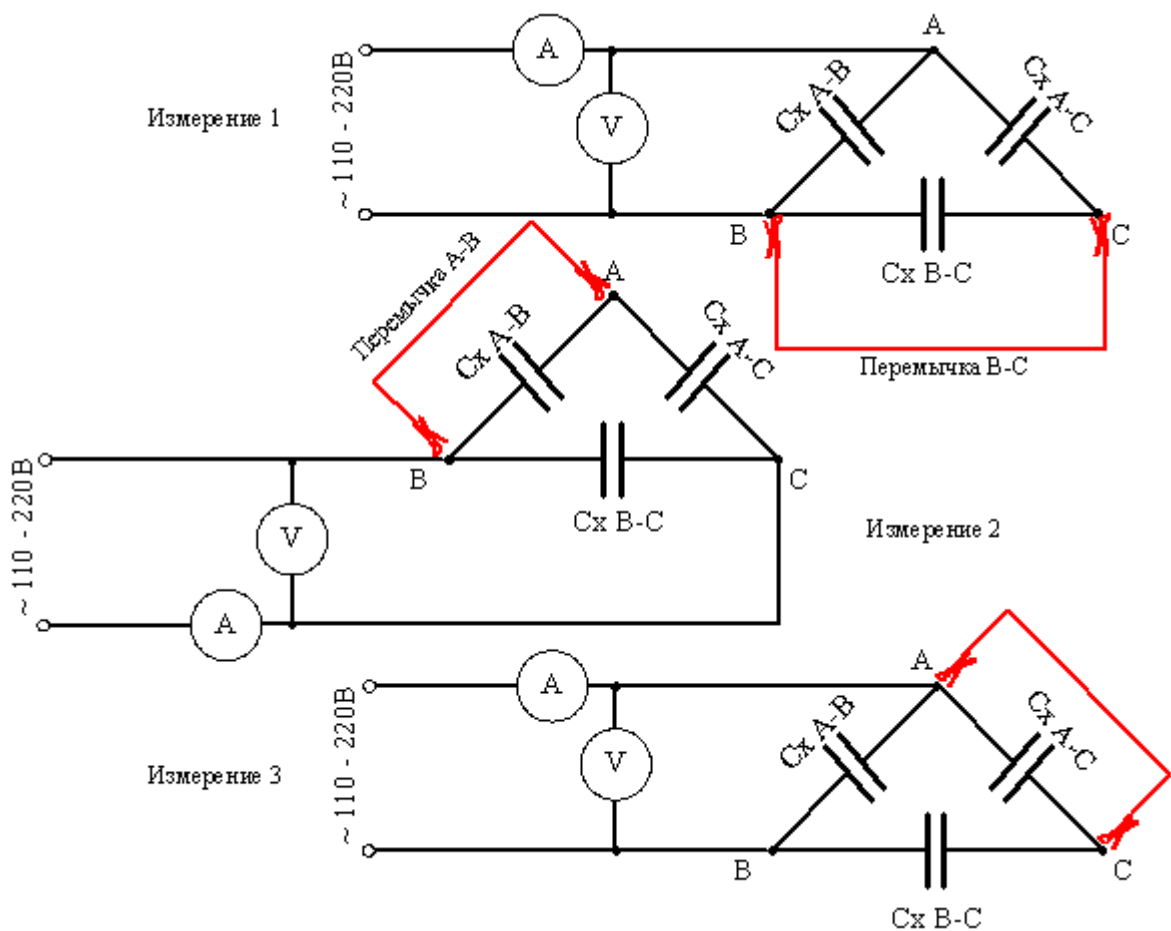 A
A
Cx A-B
Cx A-C
Измерение 1
~ 110 - 220В
V
B
C
Cx B-C
Перемычка B-C
Перемычка A-B
A
Cx A-B
Cx A-C
B
C
Cx B-C
~ 110 - 220В
V
A
Измерение 2
A
A
Cx A-B
Cx A-C
~ 110 - 220В
V
Измерение 3
B
C
Cx B-C